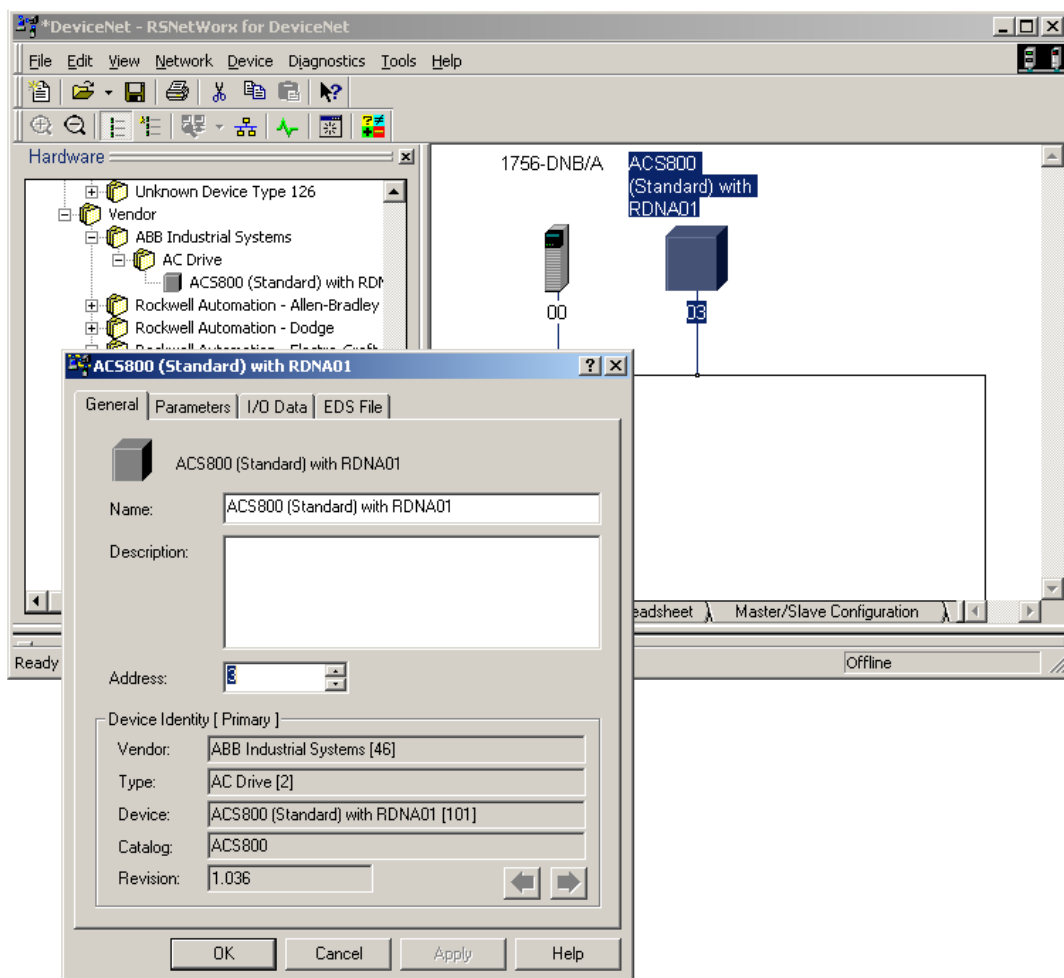 *DeviceNet - RSNetWorx for DeviceNet
File Edit View Network Device Diagnostics Tools Help
Hardware
Unknown Device Type 126
Vendor
ABB Industrial Systems
AC Drive
ACS800 (Standard) with RDN
Rockwell Automation - Allen-Bradley
Rockwell Automation - Dodge
Rockwell Automation - Electro-Craft
1756-DNB/A
ACS800
(Standard) with
RDNA01
00
03
ACS800 (Standard) with RDNA01
General Parameters I/O Data EDS File
ACS800 (Standard) with RDNA01
Name: ACS800 (Standard) with RDNA01
Description:
Address: 3
Device Identity [ Primary ]
Vendor: ABB Industrial Systems [46]
Type: AC Drive [2]
Device: ACS800 (Standard) with RDNA01 [101]
Catalog: ACS800
Revision: 1.036
OK Cancel Apply Help
eadsheet Master/Slave Configuration
Ready
Offline